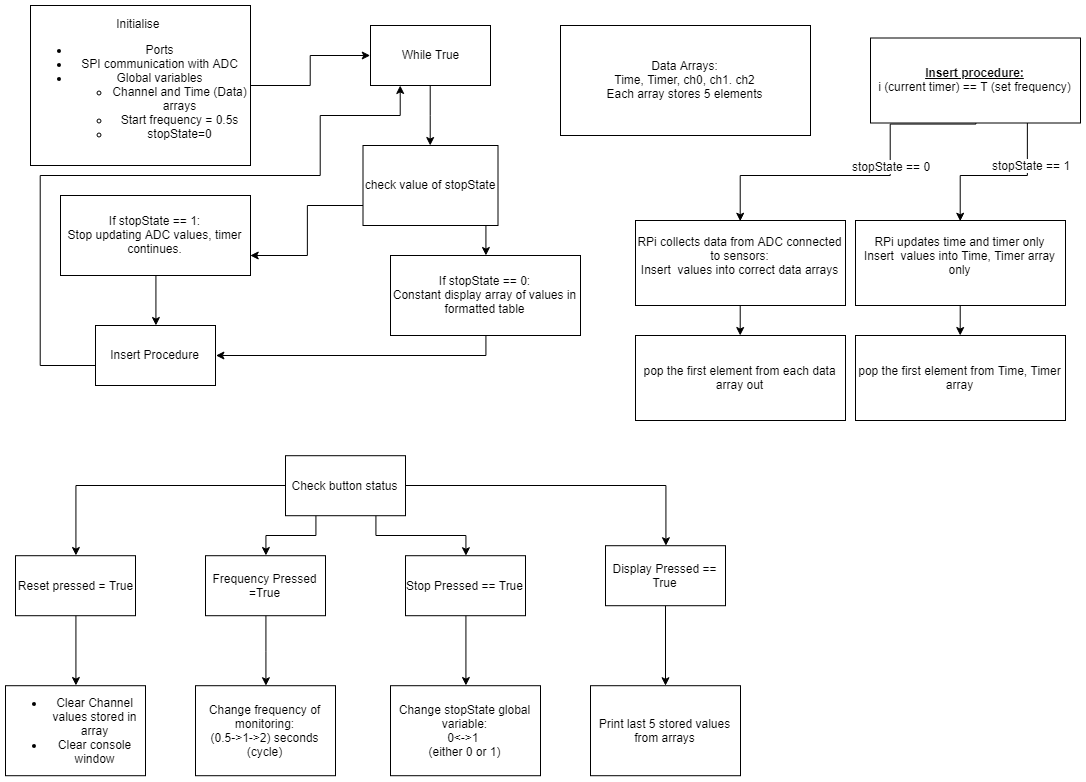 Initialise
Ports
SPI communication with ADC
Global variables
Channel and Time (Data)
arrays
Start frequency = 0.5s
stopState=0
While True
check value of stopState
If stopState == 1:
Stop updating ADC values, timer
continues.
If stopState == 0:
Constant display array of values in
formatted table
Insert Procedure
Data Arrays:
Time, Timer, ch0, ch1. ch2
Each array stores 5 elements
Insert procedure:
i (current timer) == T (set frequency)
stopState == 0
stopState == 1
RPi collects data from ADC connected
to sensors:
Insert values into correct data arrays
RPi updates time and timer only
Insert values into Time, Timer array
only
pop the first element from each data
array out
pop the first element from Time, Timer
array
Check button status
Reset pressed = True
Frequency Pressed
=True
Stop Pressed == True
Display Pressed ==
True
Clear Channel
values stored in
array
Clear console
window
Change frequency of
monitoring:
(0.5->1->2) seconds
(cycle)
Change stopState global
variable:
0<->1
(either 0 or 1)
Print last 5 stored values
from arrays